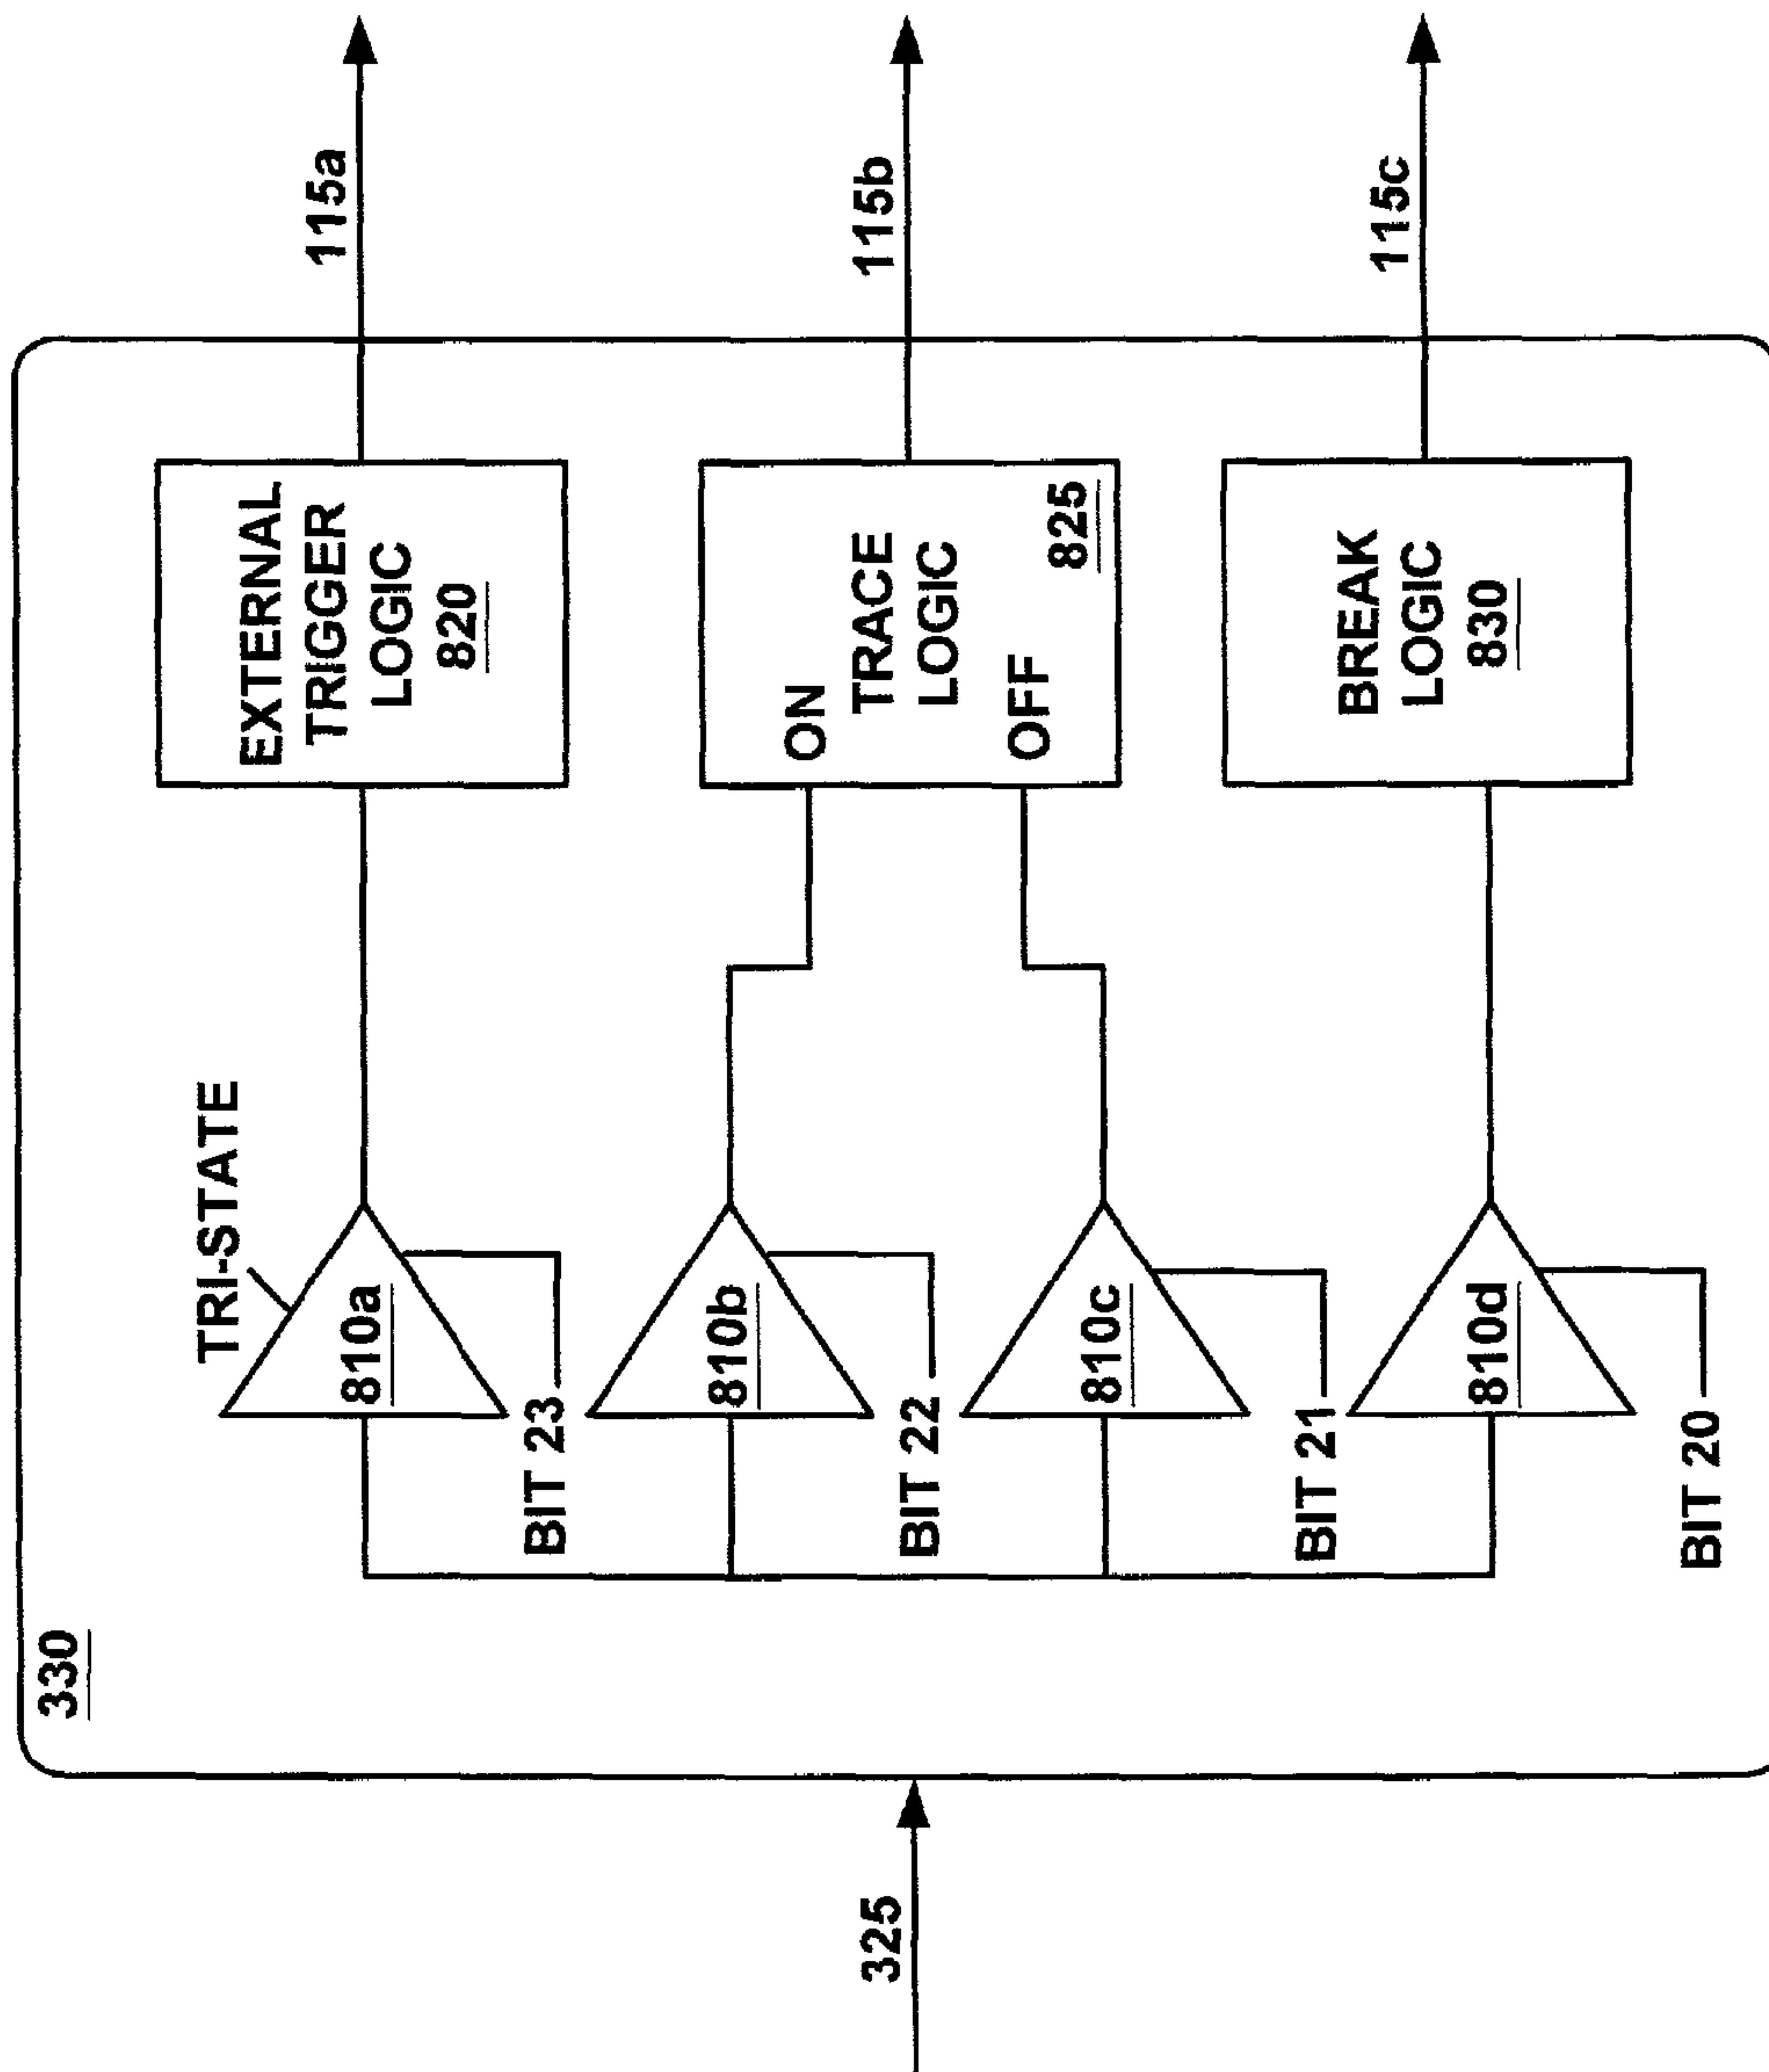 330
325
TRI-STATE
810a
BIT 23
810b
BIT 22
810c
BIT 21
810d
BIT 20
EXTERNAL
TRIGGER
LOGIC
820
ON
TRACE
LOGIC
OFF
825
BREAK
LOGIC
830
115a
115b
115c